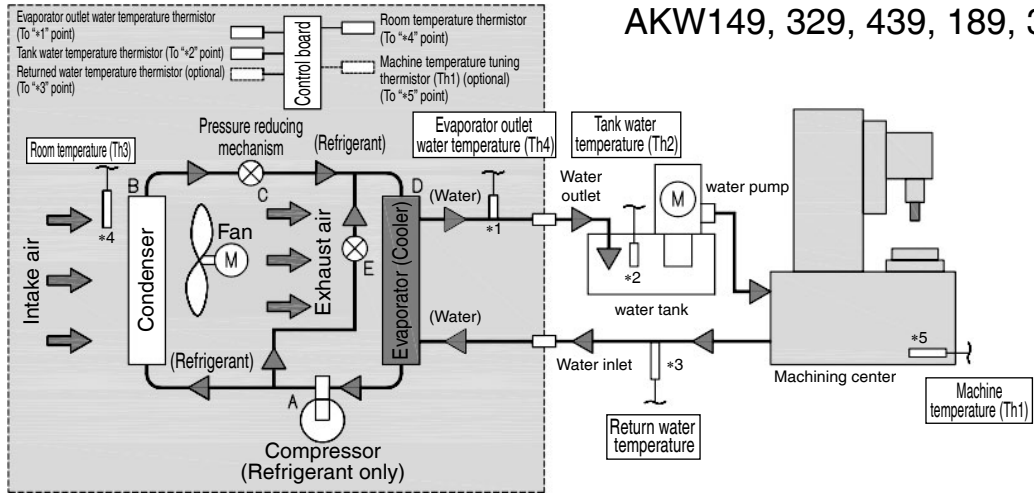 AKW149, 329, 439, 189, 3
Evaporator outlet water temperature thermistor
(To "*1" point)
Tank water temperature thermistor (To "*2" point)
Returned water temperature thermistor (optional)
(To "*3" point)
Control board
Room temperature thermistor
(To "*4" point)
Machine temperature tuning
thermistor (Th1) (optional)
(To "*5" point)
Room temperature (Th3)
Pressure reducing
mechanism
(Refrigerant)
Evaporator outlet
water temperature (Th4)
Tank water
temperature (Th2)
Water
outlet
water pump
M
B
C
D
(Water)
*1
*4
Intake air
Condenser
Fan
M
Exhaust air
E
Evaporator (Cooler)
*2
water tank
(Water)
(Refrigerant)
A
Compressor
(Refrigerant only)
Water inlet
*3
Return water
temperature
*5
Machining center
Machine
temperature (Th1)